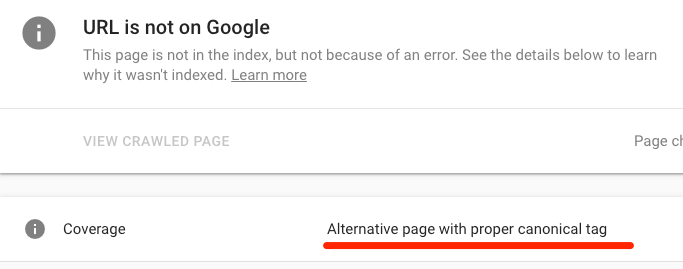 URL is not on Google
This page is not in the index, but not because of an error. See the details below to learn
why it wasn't indexed. Learn more
VIEW CRAWLED PAGE
Page ch
Coverage
Alternative page with proper canonical tag